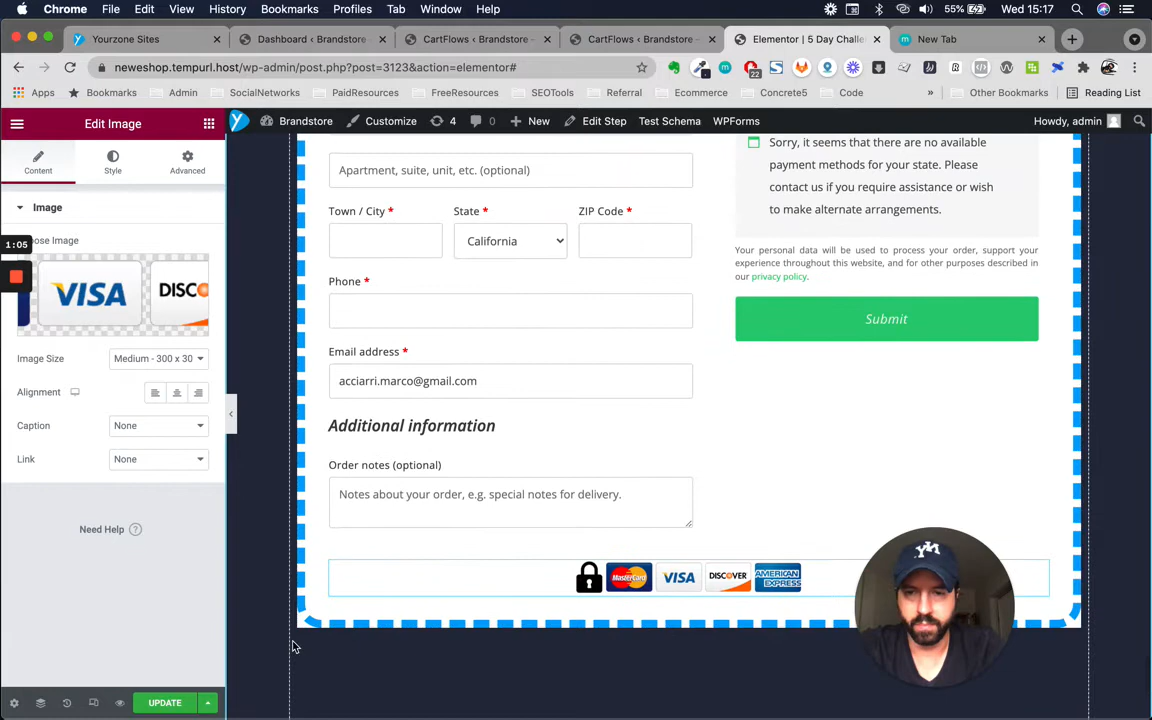 Chrome File Edit View History Bookmarks Profiles Tab Window Help 55% Wed 15:17
Yourzone Sites Dashboard ‹ Brandstore CartFlows ‹ Brandstore – CartFlows ‹ Brandstore – Elementor | 5 Day Challe New Tab
neweshop.tempurl.host/wp-admin/post.php?post=3123&action=elementor# 22
Apps Bookmarks Admin SocialNetworks PaidResources FreeResources SEOTools Referral Ecommerce Concrete5 Code » Other Bookmarks Reading List
Edit Image Brandstore Customize 4 0 New Edit Step Test Schema WPForms Howdy, admin
Content Style Advanced
Image
oose Image
1:05
VISA DISCO
Image Size Medium - 300 x 30
Alignment
Caption None
Link None
Need Help
UPDATE
Apartment, suite, unit, etc. (optional)
Town / City * State * ZIP Code *
California
Phone *
Email address *
acciarri.marco@gmail.com
Additional information
Order notes (optional)
Notes about your order, e.g. special notes for delivery.
MasterCard VISA DISCOVER AMERICAN EXPRESS
Sorry, it seems that there are no available
payment methods for your state. Please
contact us if you require assistance or wish
to make alternate arrangements.
Your personal data will be used to process your order, support your
experience throughout this website, and for other purposes described in
our privacy policy.
Submit